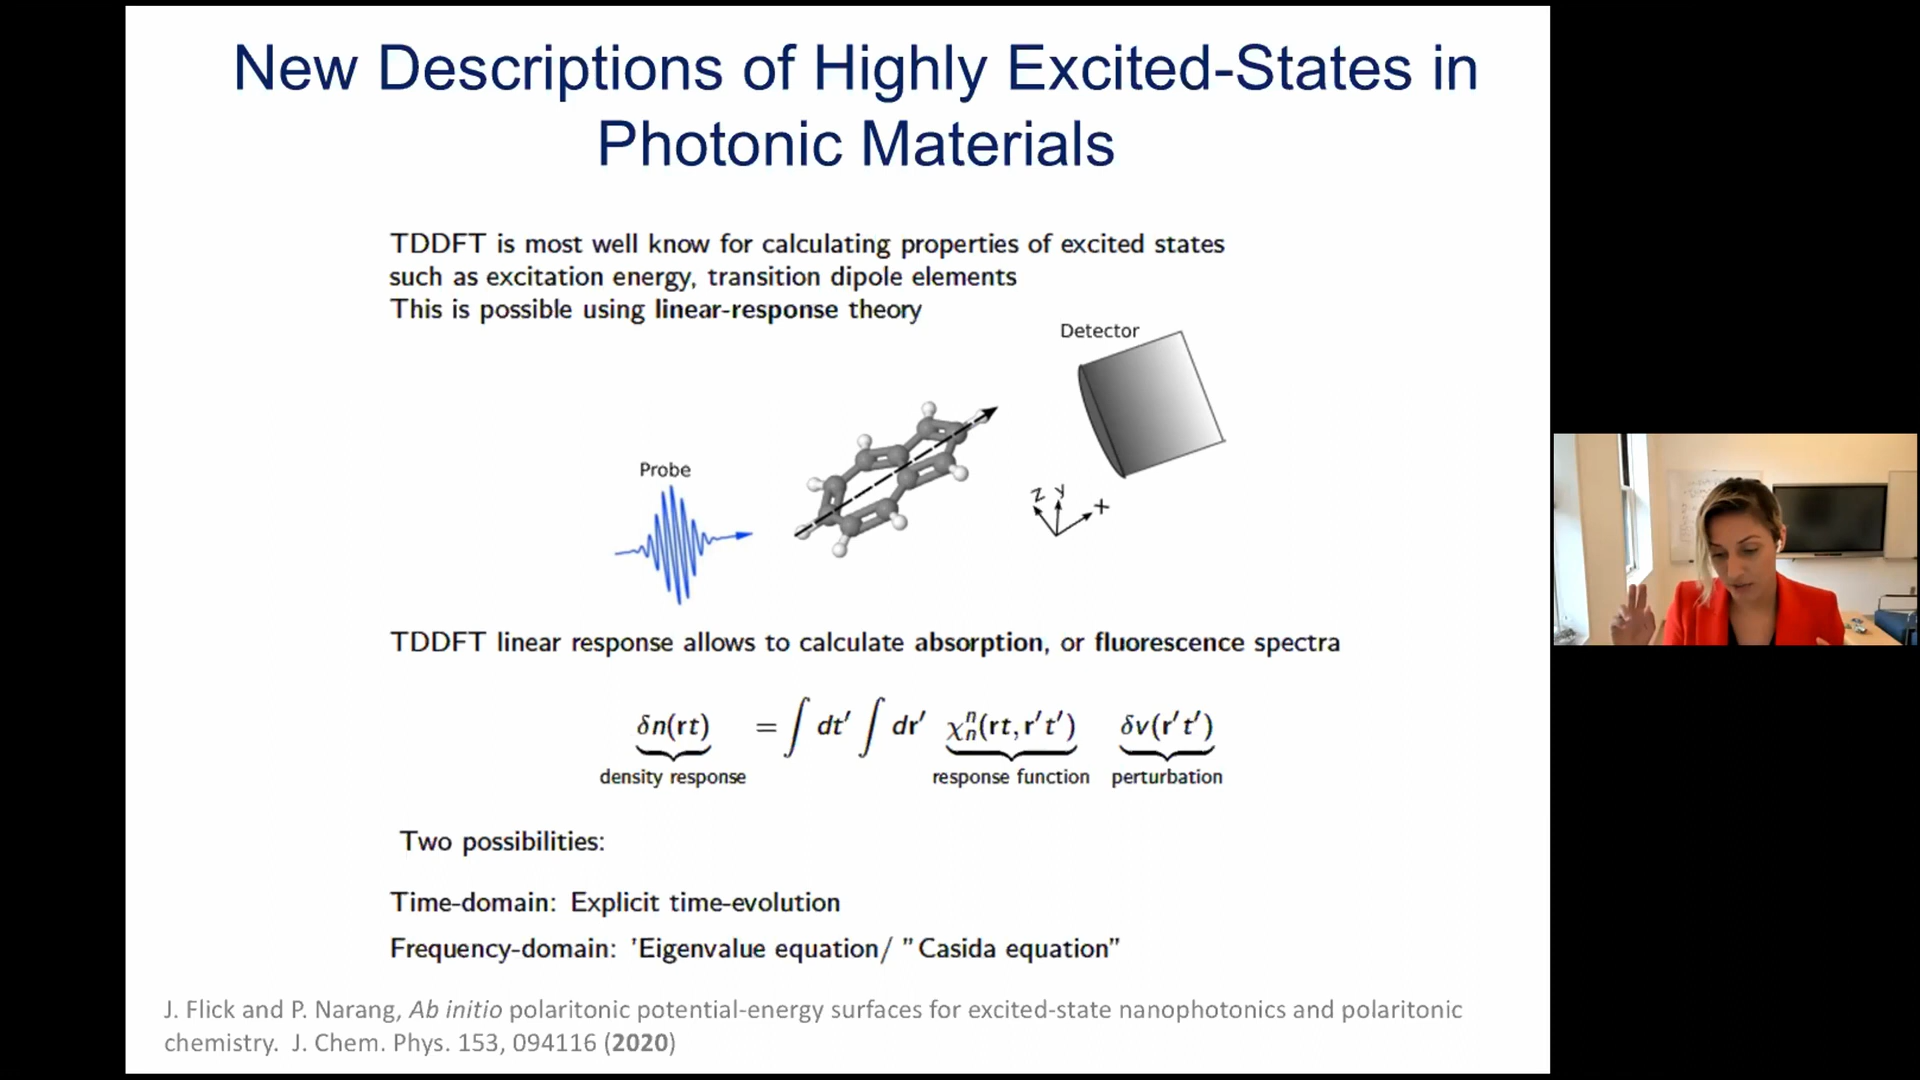 New Descriptions of Highly Excited-States in
Photonic Materials
TDDFT is most well know for calculating properties of excited states
such as excitation energy, transition dipole elements
This is possible using linear-response theory
Detector
Probe
z y
x
TDDFT linear response allows to calculate absorption, or fluorescence spectra
δn(rt) = ∫ dt′ ∫ dr′ χₙⁿ(rt,r′t′) δv(r′t′)
density response response function perturbation
Two possibilities:
Time-domain: Explicit time-evolution
Frequency-domain: 'Eigenvalue equation/ "Casida equation"
J. Flick and P. Narang, Ab initio polaritonic potential-energy surfaces for excited-state nanophotonics and polaritonic
chemistry. J. Chem. Phys. 153, 094116 (2020)